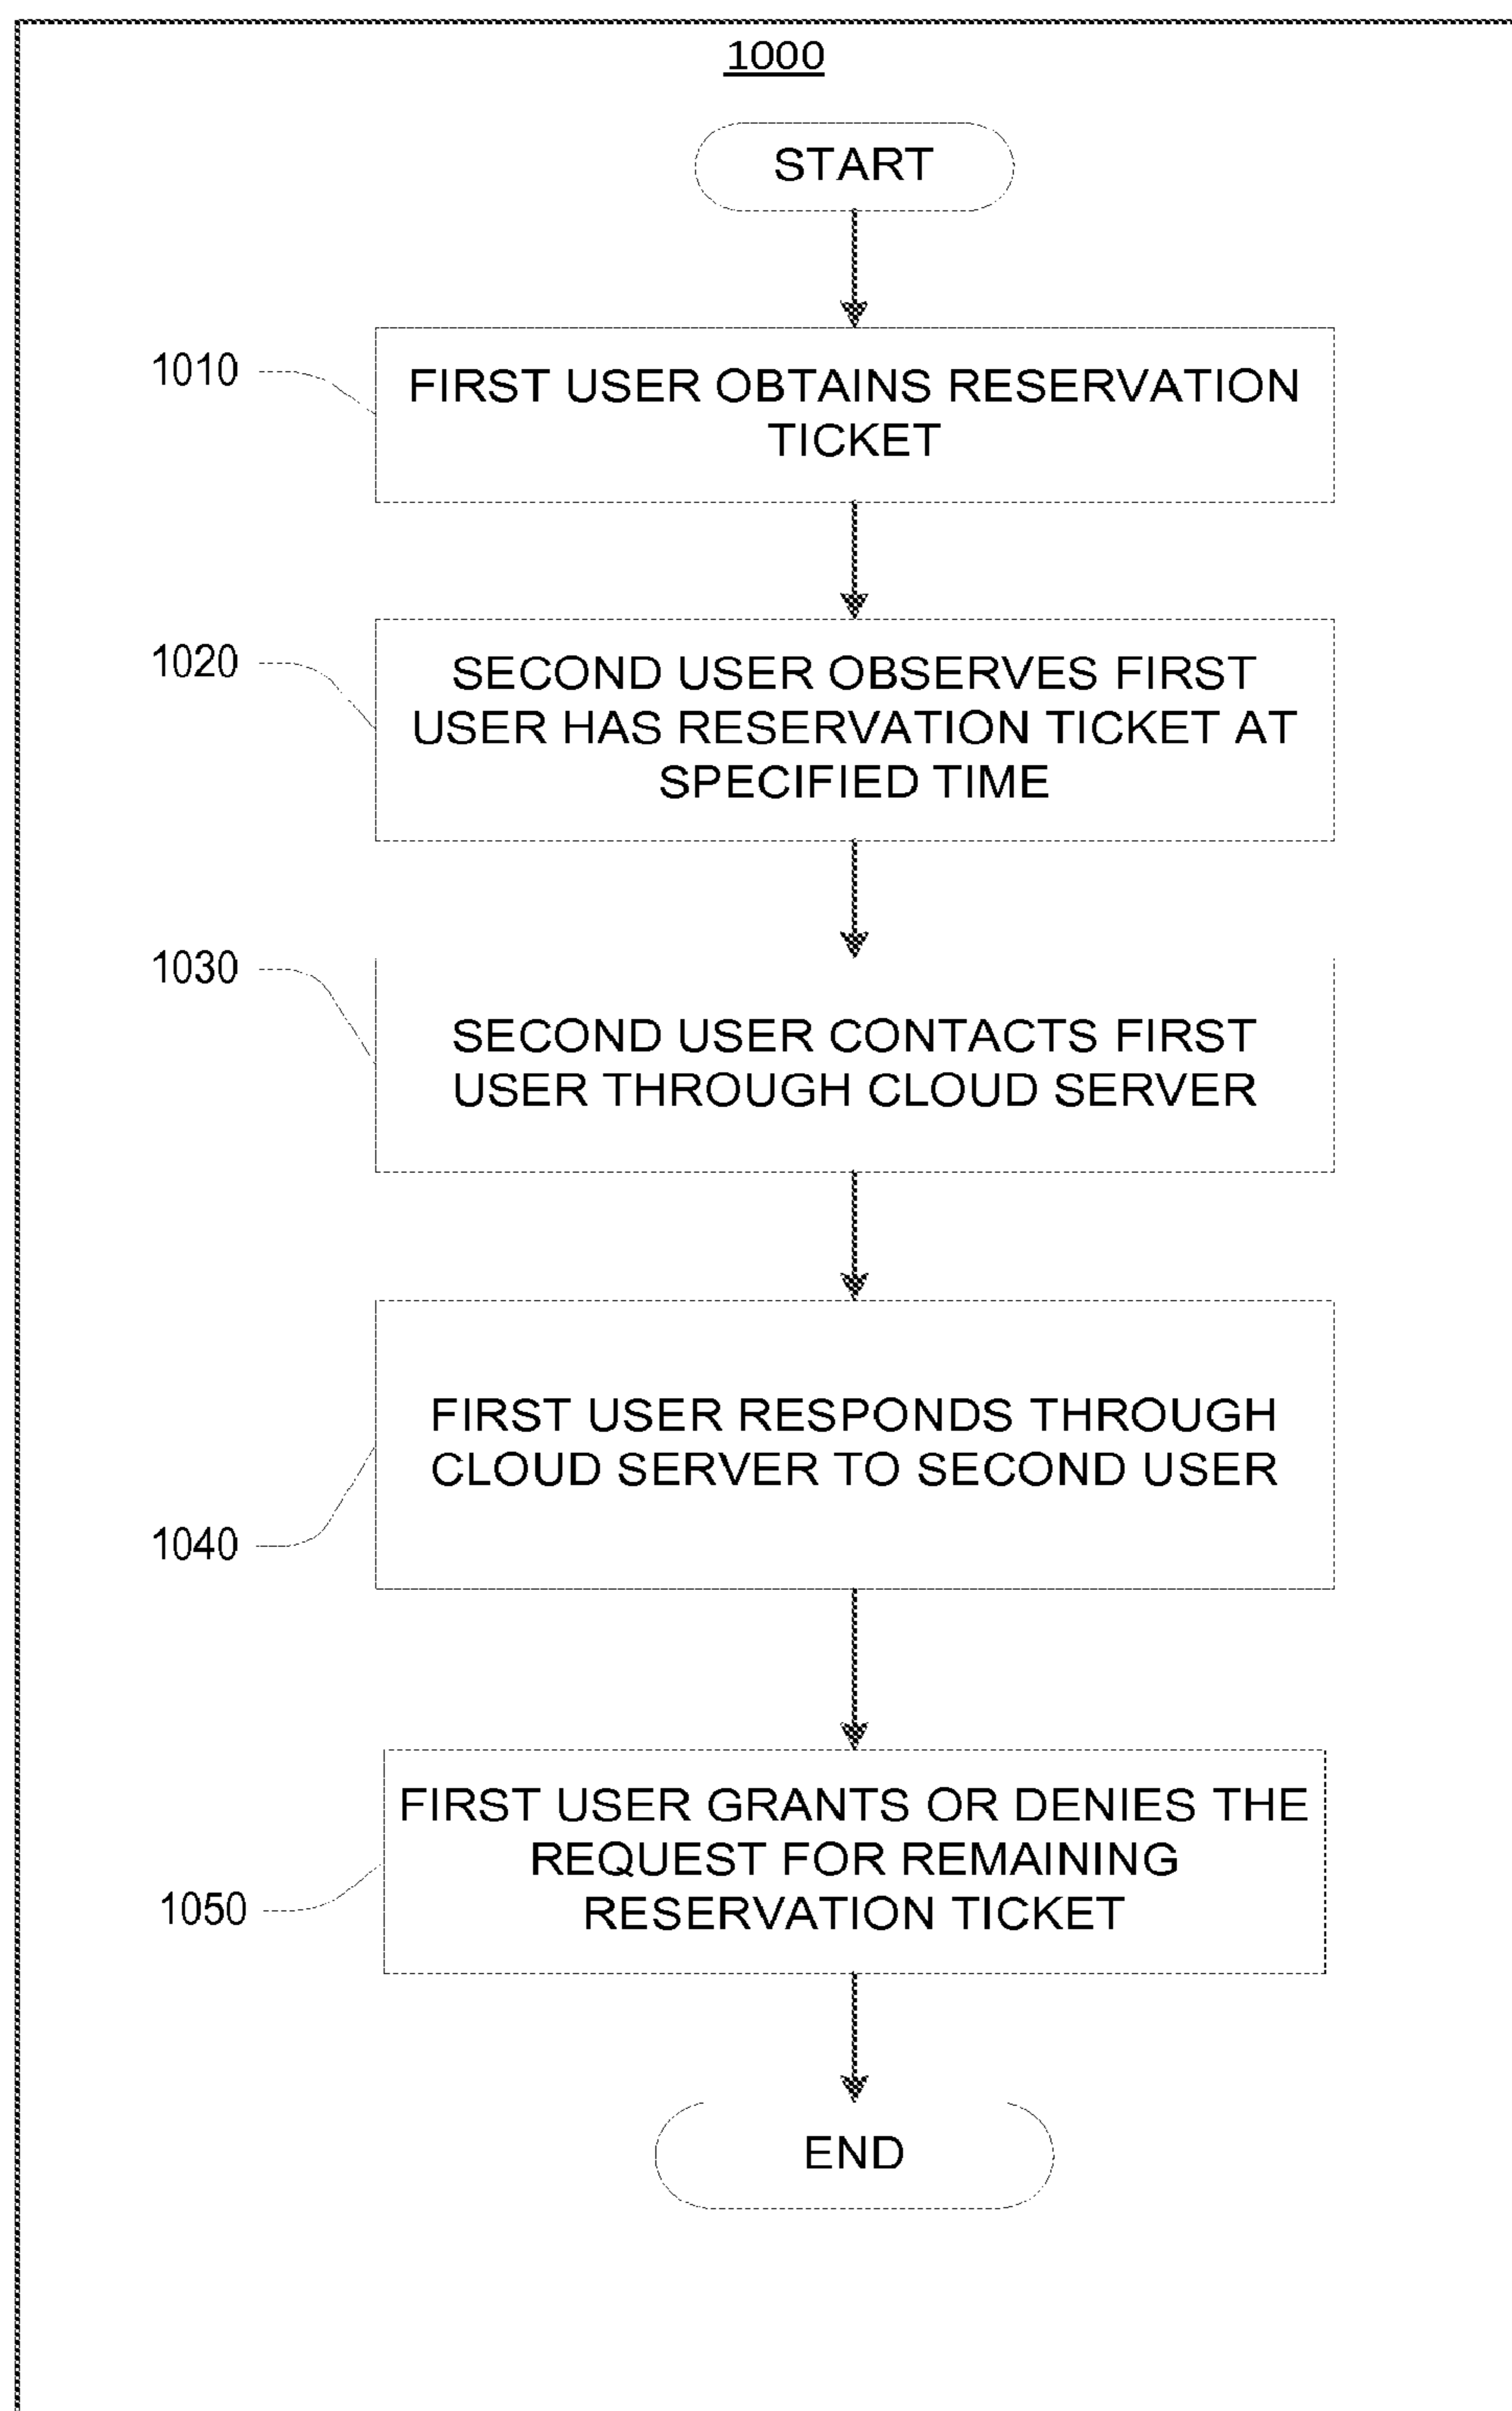 1000
START
1010
FIRST USER OBTAINS RESERVATION
TICKET
1020
SECOND USER OBSERVES FIRST
USER HAS RESERVATION TICKET AT
SPECIFIED TIME
1030
SECOND USER CONTACTS FIRST
USER THROUGH CLOUD SERVER
FIRST USER RESPONDS THROUGH
CLOUD SERVER TO SECOND USER
1040
FIRST USER GRANTS OR DENIES THE
REQUEST FOR REMAINING
RESERVATION TICKET
1050
END